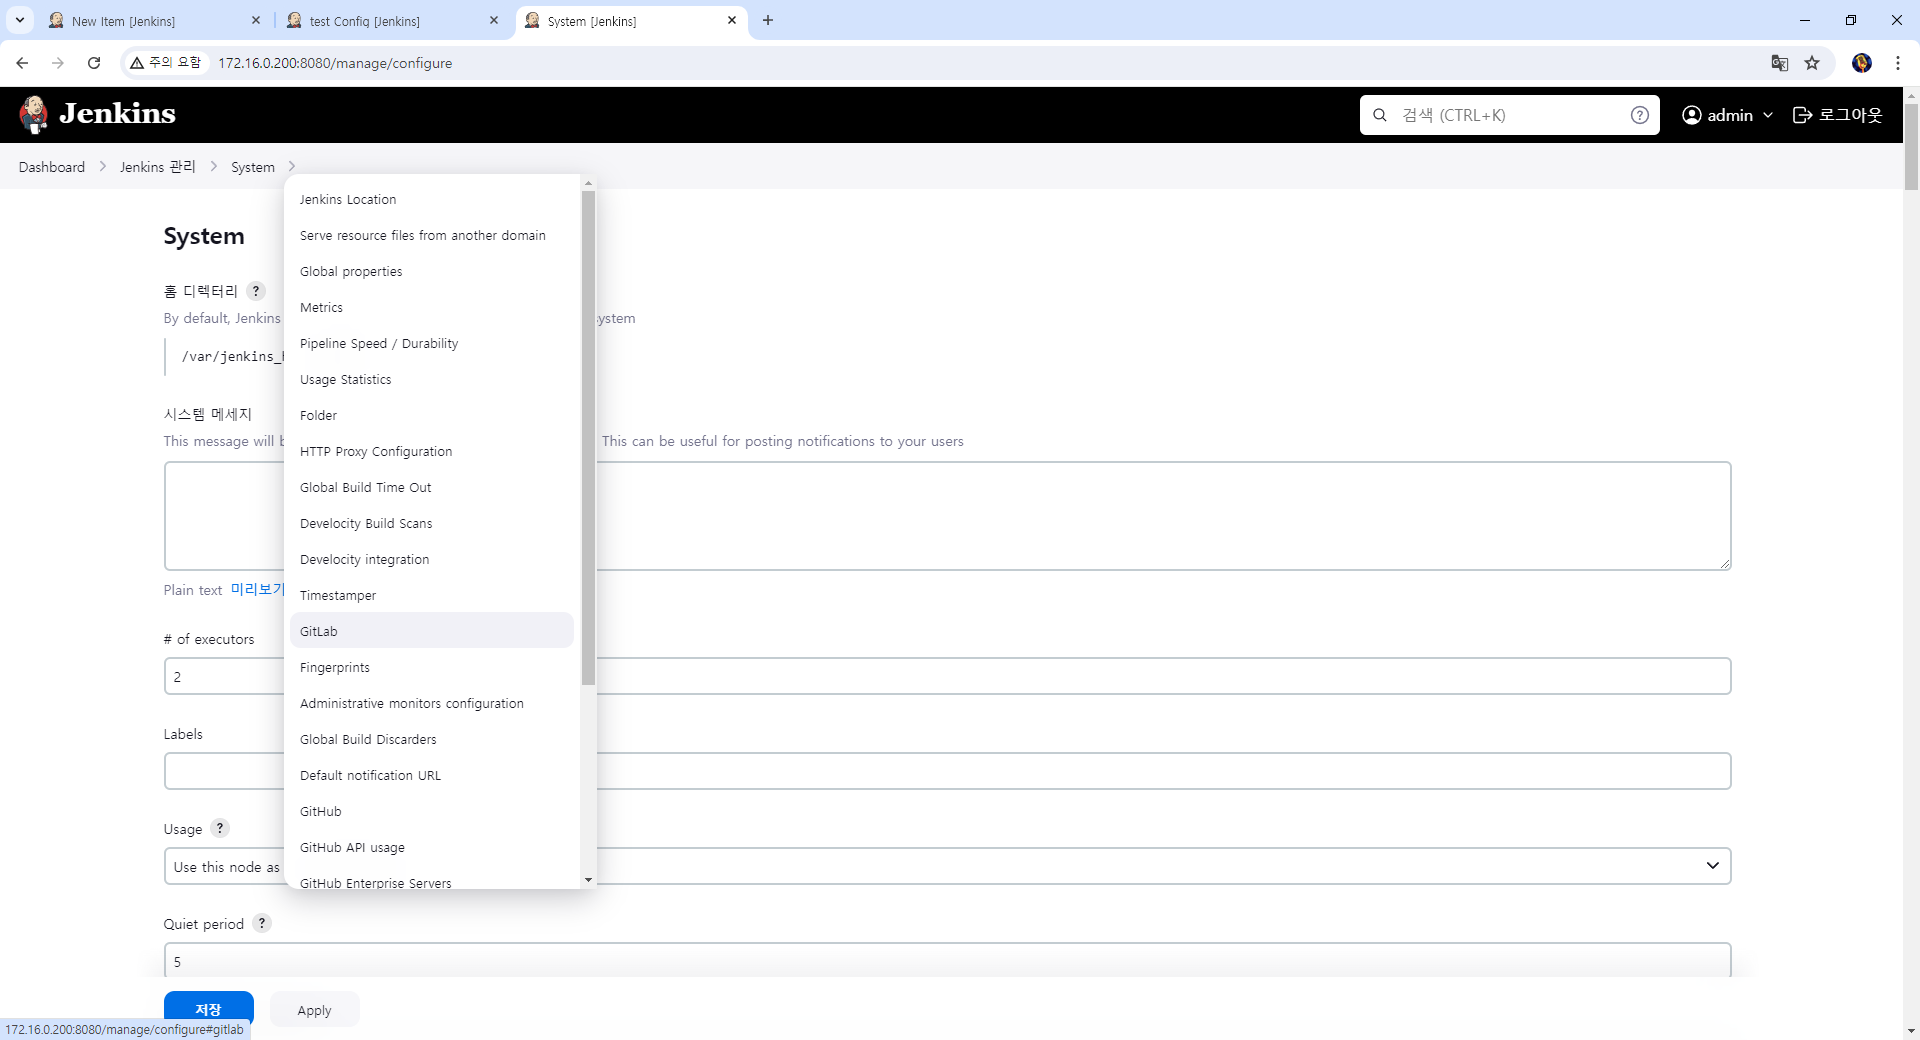 New Item [Jenkins]
test Config [Jenkins]
System [Jenkins]
주의 요함
172.16.0.200:8080/manage/configure
Jenkins
검색 (CTRL+K)
?
admin
로그아웃
Dashboard
Jenkins 관리
System
System
홈 디렉터리 ?
By default, Jenkins
system
/var/jenkins_h
시스템 메세지
This message will b
This can be useful for posting notifications to your users
Plain text 미리보기
# of executors
2
Labels
Usage ?
Use this node as
Quiet period ?
5
저장
Apply
Jenkins Location
Serve resource files from another domain
Global properties
Metrics
Pipeline Speed / Durability
Usage Statistics
Folder
HTTP Proxy Configuration
Global Build Time Out
Develocity Build Scans
Develocity integration
Timestamper
GitLab
Fingerprints
Administrative monitors configuration
Global Build Discarders
Default notification URL
GitHub
GitHub API usage
GitHub Enterprise Servers
172.16.0.200:8080/manage/configure#gitlab